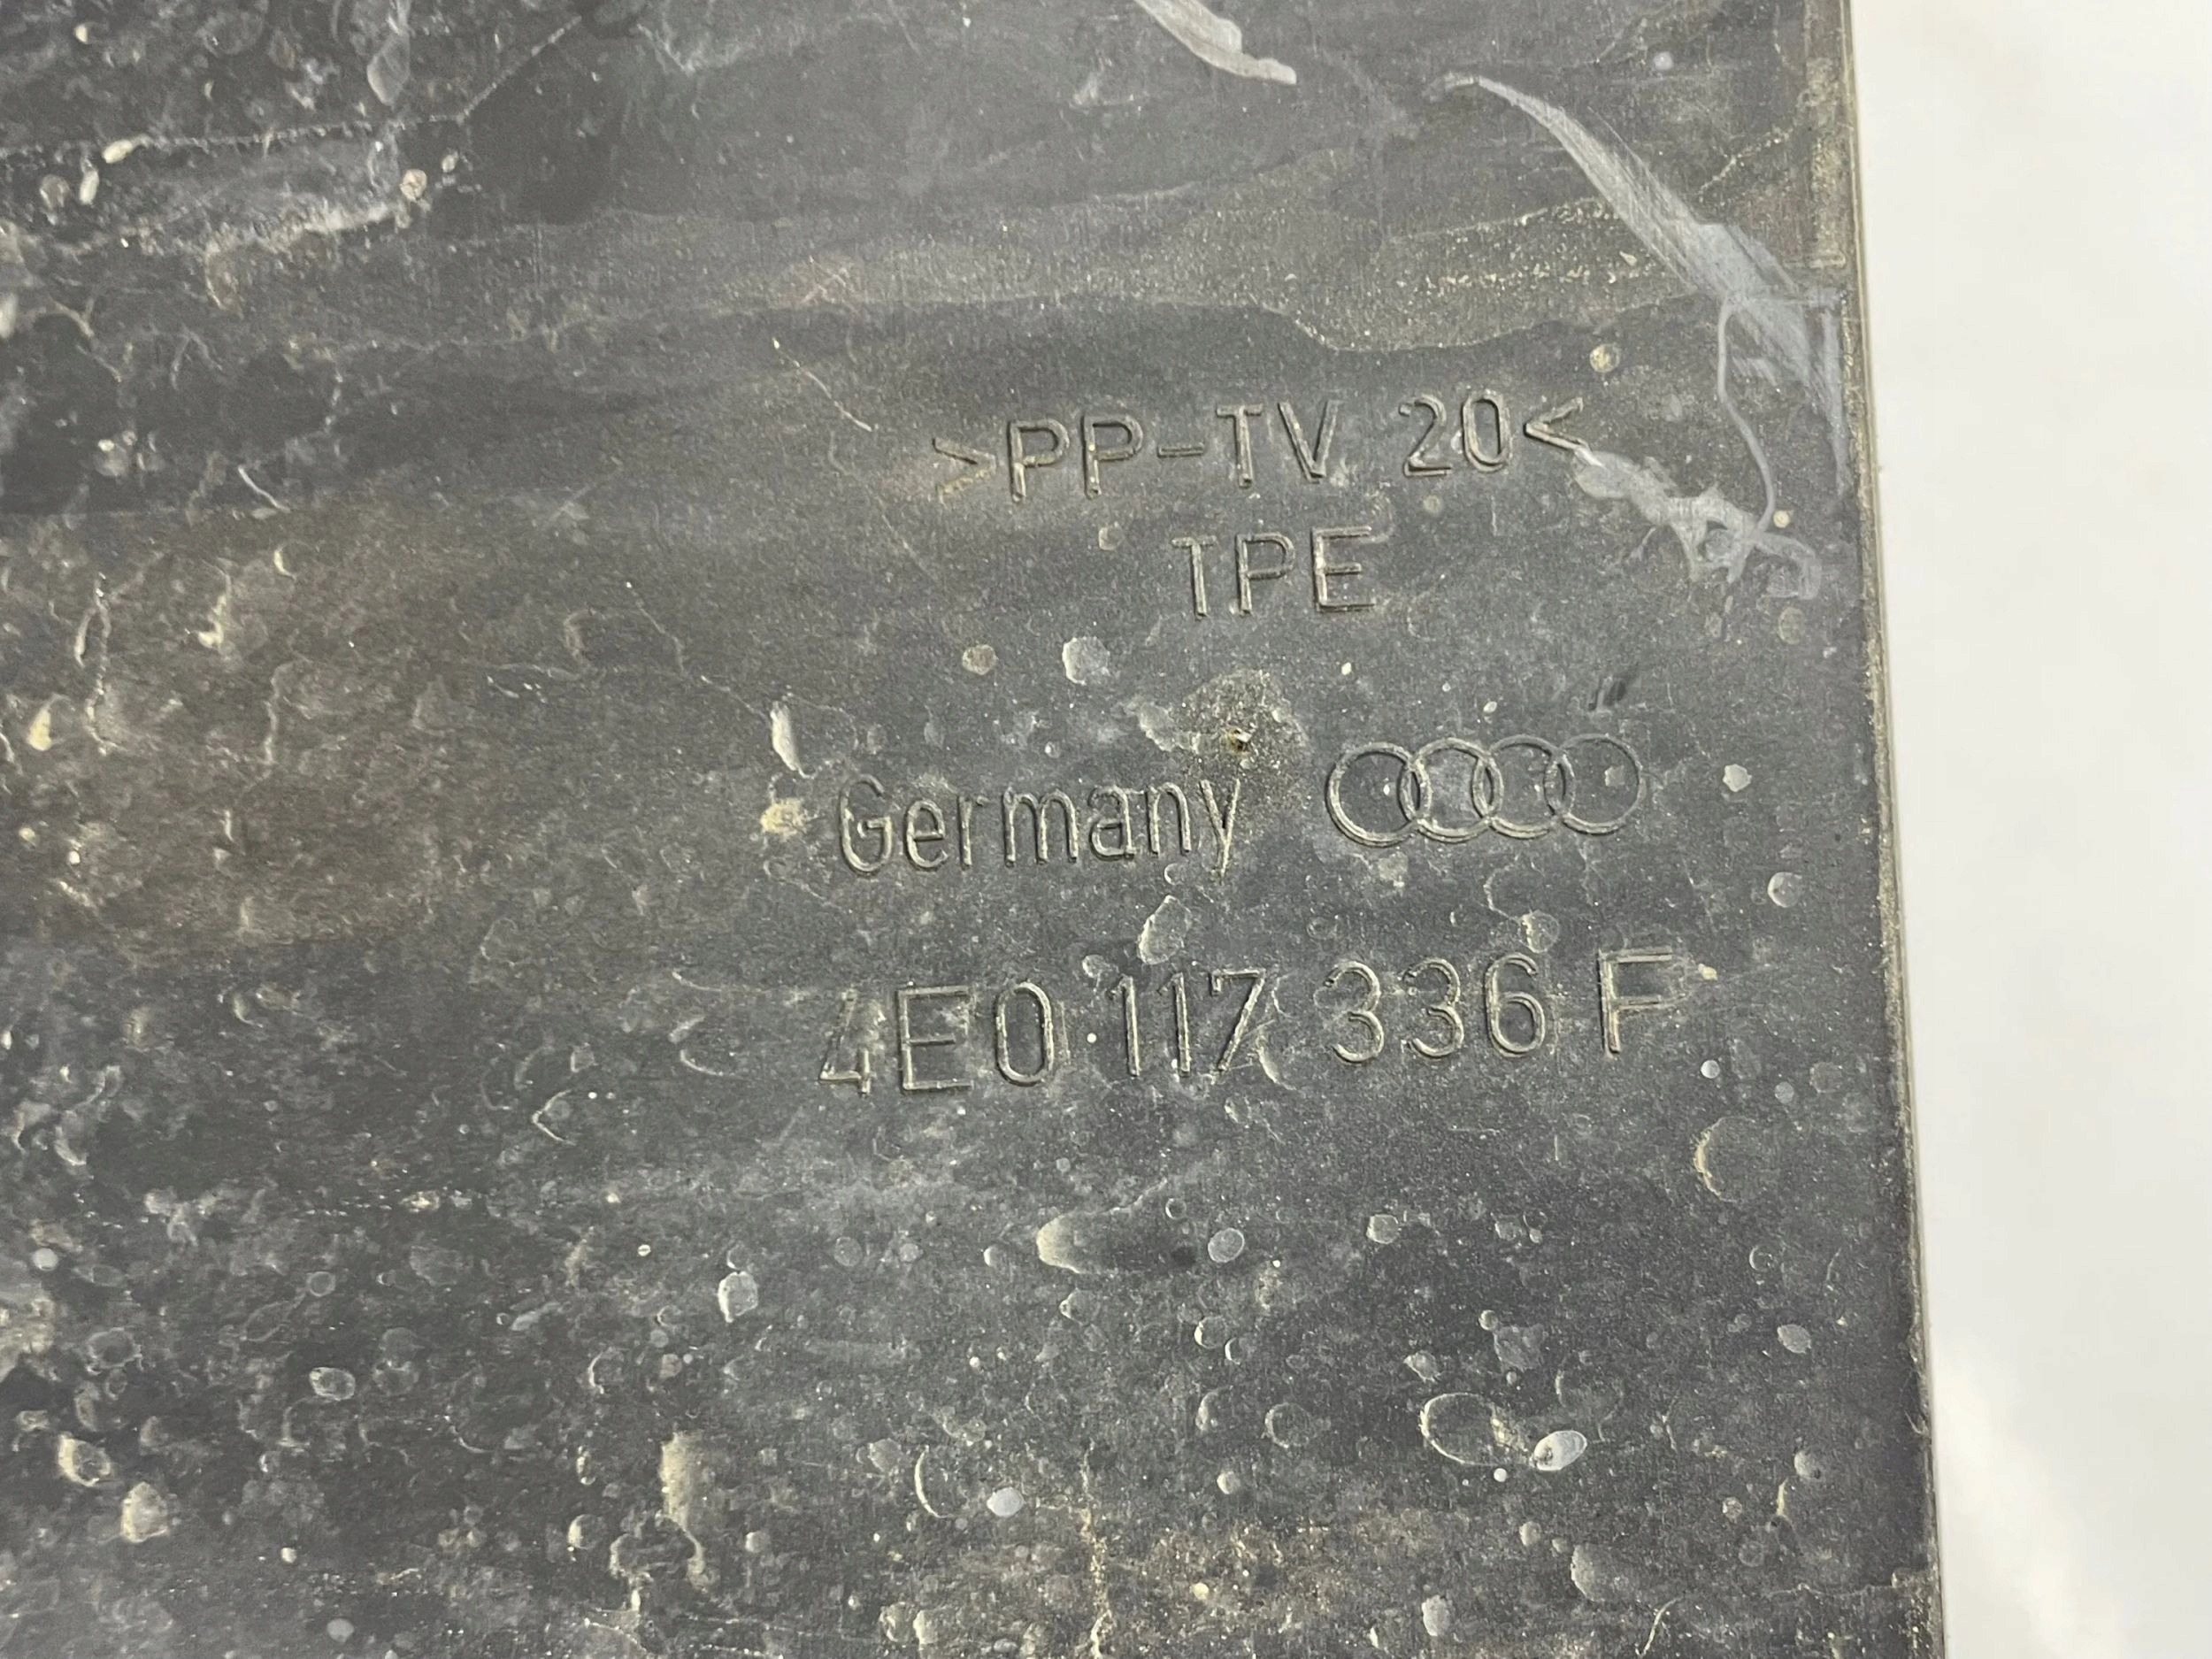 >PP-TV 20<
TPE
Germany
4E0 117 336 F